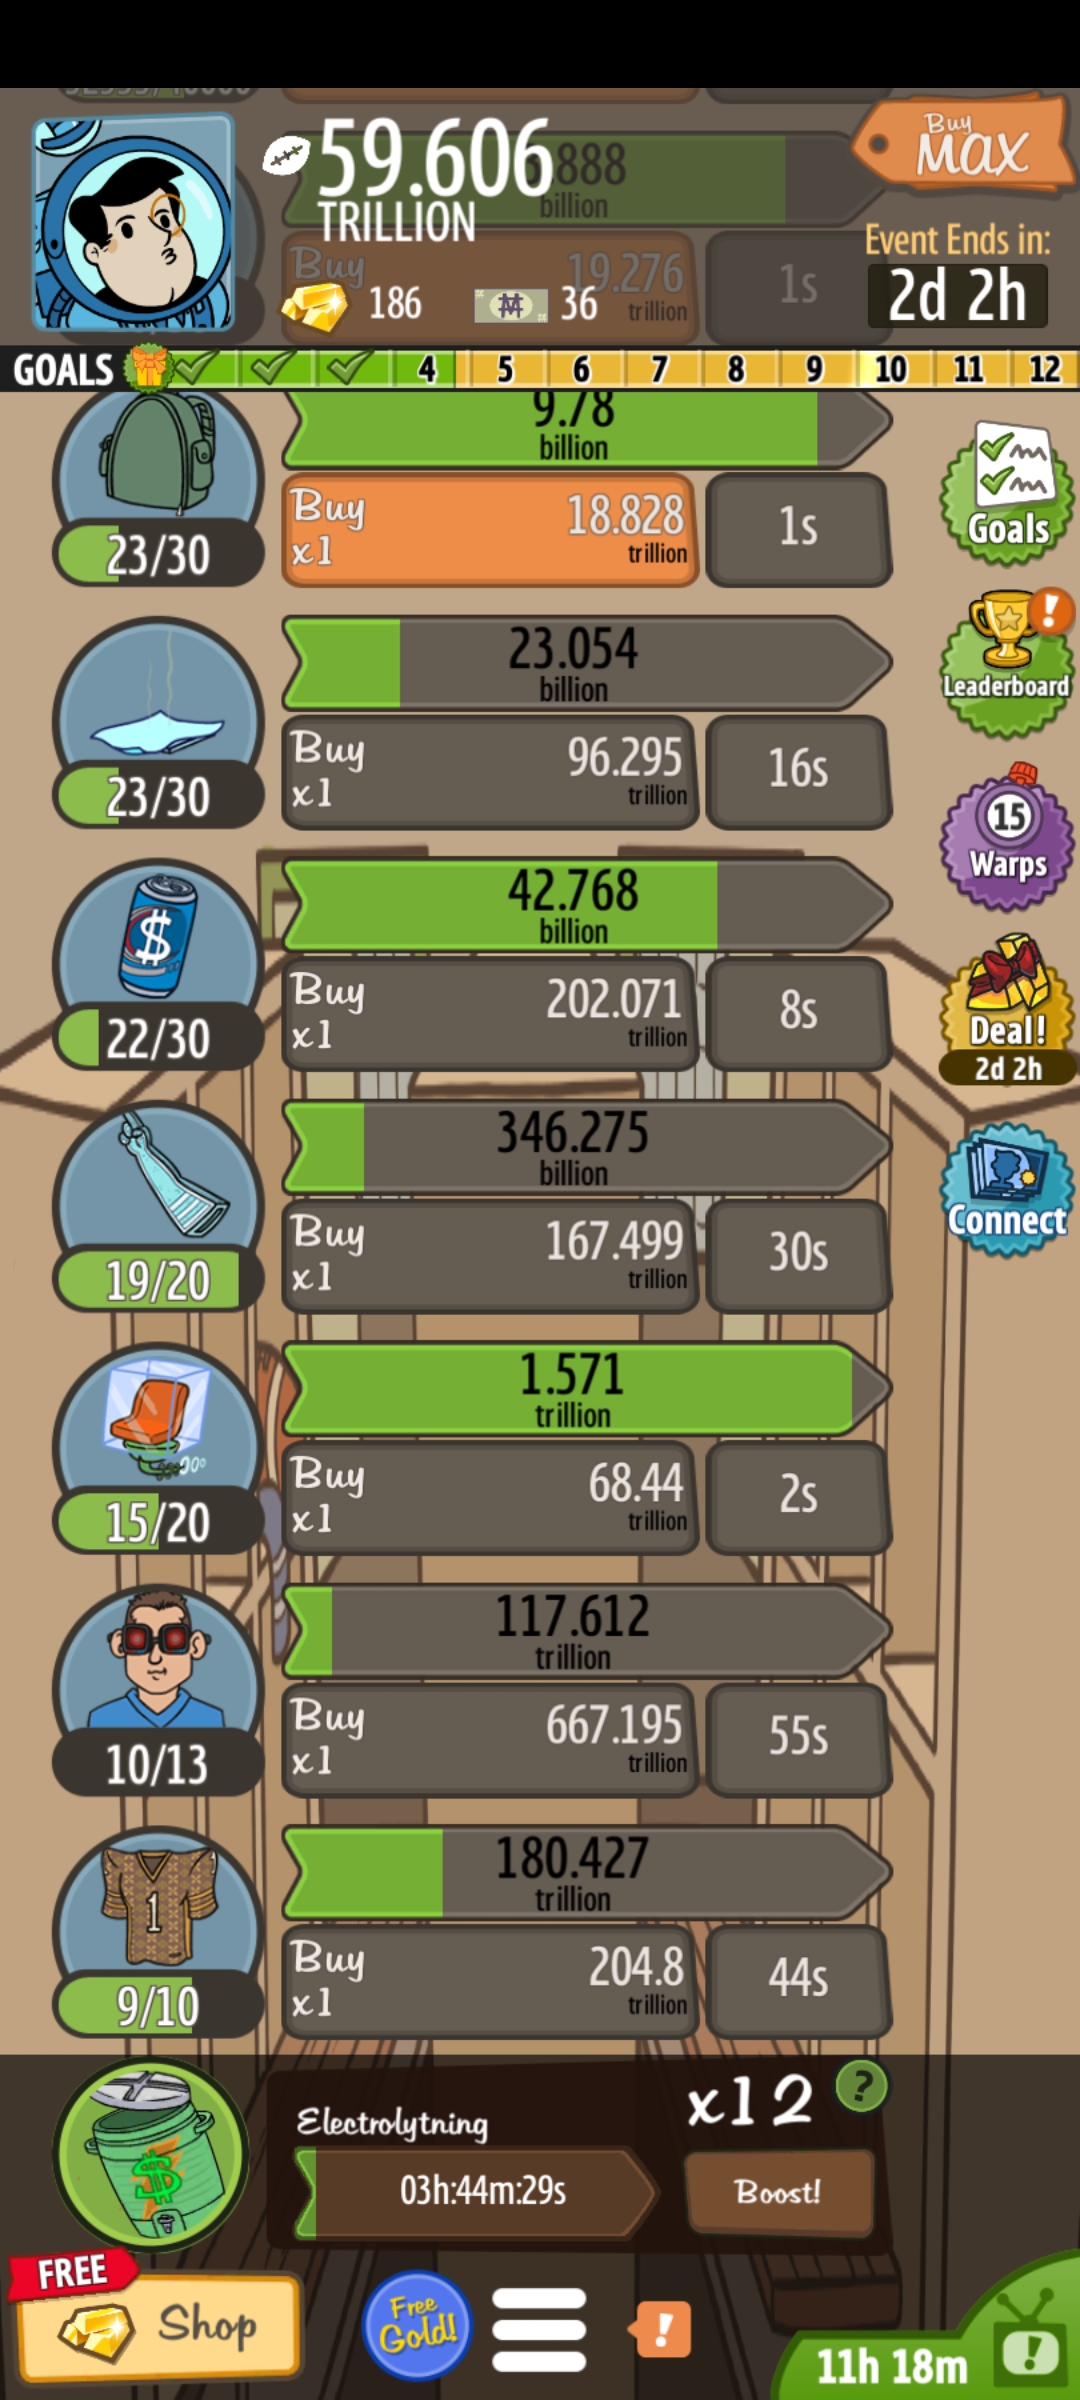 59.606
TRILLION
.888
billion
Buy
MAX
Event Ends in:
2d 2h
Buy
19.276
trillion
1s
186
36
GOALS
4
5
6
7
8
9
10
11
12
9.78
billion
23/30
Buy
x1
18.828
trillion
1s
Goals
23.054
billion
23/30
Buy
x1
96.295
trillion
16s
Leaderboard
42.768
billion
$
22/30
Buy
x1
202.071
trillion
8s
15
Warps
Deal!
2d 2h
346.275
billion
19/20
Buy
x1
167.499
trillion
30s
Connect
1.571
trillion
15/20
Buy
x1
68.44
trillion
2s
117.612
trillion
10/13
Buy
x1
667.195
trillion
55s
180.427
trillion
1
9/10
Buy
x1
204.8
trillion
44s
$
Electrolytning
x12
?
03h:44m:29s
Boost!
FREE
Shop
Free
Gold!
!
11h 18m
!